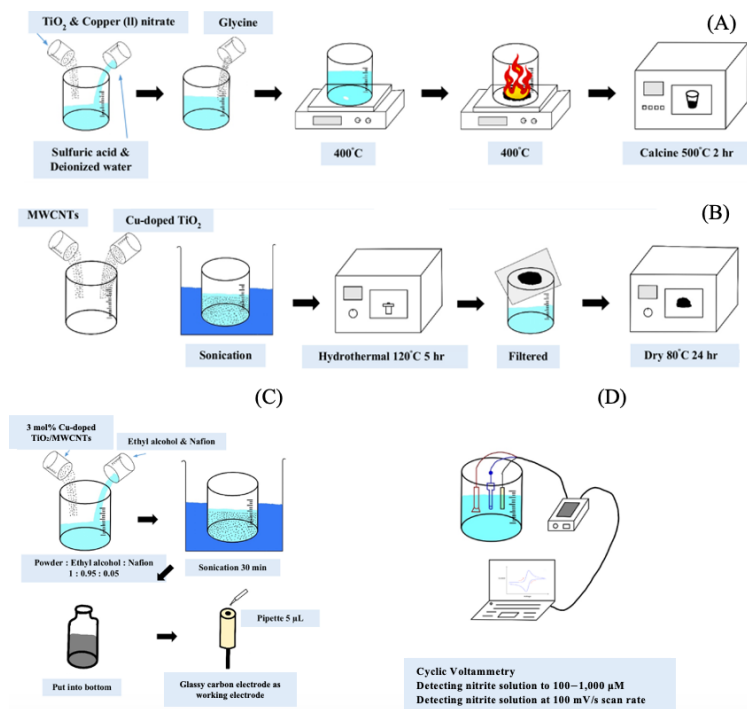 TiO2 & Copper (II) nitrate
Glycine
(A)
Sulfuric acid &
Deionized water
400°C
400°C
Calcine 500°C 2 hr
(B)
MWCNTs
Cu-doped TiO2
Sonication
Hydrothermal 120°C 5 hr
Filtered
Dry 80°C 24 hr
(C)
3 mol% Cu-doped
TiO2/MWCNTs
Ethyl alcohol & Nafion
Powder : Ethyl alcohol : Nafion
1 : 0.95 : 0.05
Sonication 30 min
Put into bottom
Pipette 5 µL
Glassy carbon electrode as
working electrode
(D)
Cyclic Voltammetry
Detecting nitrite solution to 100−1,000 µM
Detecting nitrite solution at 100 mV/s scan rate